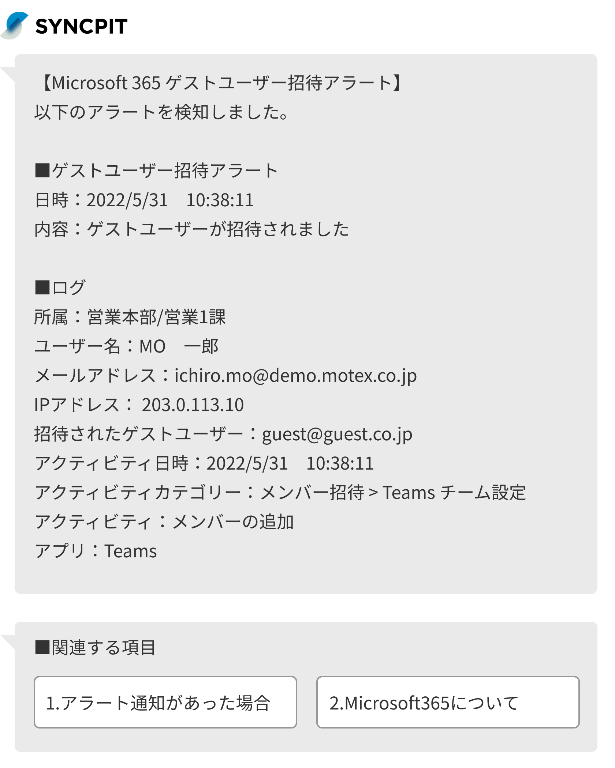 SYNCPIT
【Microsoft 365 ゲストユーザー招待アラート】
以下のアラートを検知しました。
■ゲストユーザー招待アラート
日時：2022/5/31　10:38:11
内容：ゲストユーザーが招待されました
■ログ
所属：営業本部/営業1課
ユーザー名：MO　一郎
メールアドレス：ichiro.mo@demo.motex.co.jp
IPアドレス： 203.0.113.10
招待されたゲストユーザー：guest@guest.co.jp
アクティビティ日時：2022/5/31　10:38:11
アクティビティカテゴリー：メンバー招待 > Teams チーム設定
アクティビティ：メンバーの追加
アプリ：Teams
■関連する項目
1.アラート通知があった場合
2.Microsoft365について